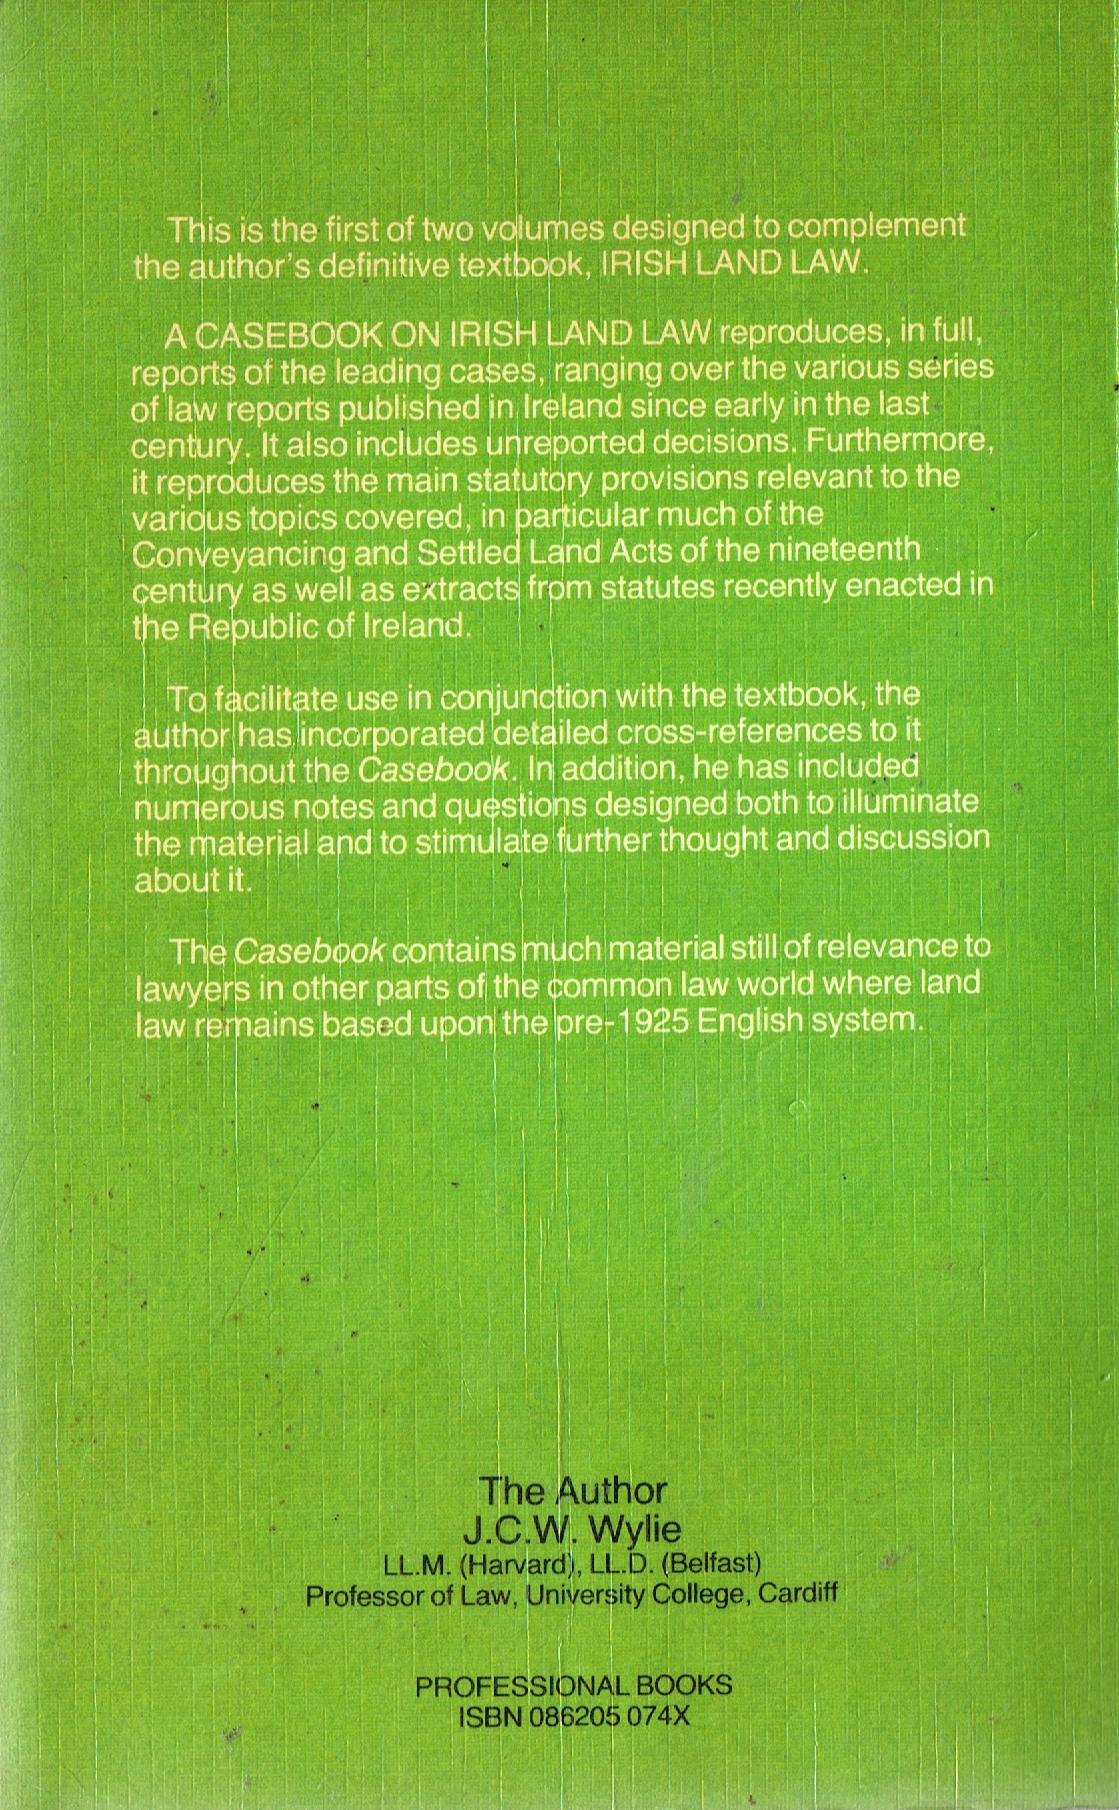 This is the first of two volumes designed to complement
the author's definitive textbook, IRISH LAND LAW.
A CASEBOOK ON IRISH LAND LAW reproduces, in full,
reports of the leading cases, ranging over the various series
of law reports published in Ireland since early in the last
century. It also includes unreported decisions. Furthermore,
it reproduces the main statutory provisions relevant to the
various topics covered, in particular much of the
Conveyancing and Settled Land Acts of the nineteenth
century as well as extracts from statutes recently enacted in
the Republic of Ireland.
To facilitate use in conjunction with the textbook, the
author has incorporated detailed cross-references to it
throughout the Casebook. In addition, he has included
numerous notes and questions designed both to illuminate
the material and to stimulate further thought and discussion
about it.
The Casebook contains much material still of relevance to
lawyers in other parts of the common law world where land
law remains based upon the pre-1925 English system.
The Author
J.C.W. Wylie
LL.M. (Harvard), LL.D. (Belfast)
Professor of Law, University College, Cardiff
PROFESSIONAL BOOKS
ISBN 086205 074X